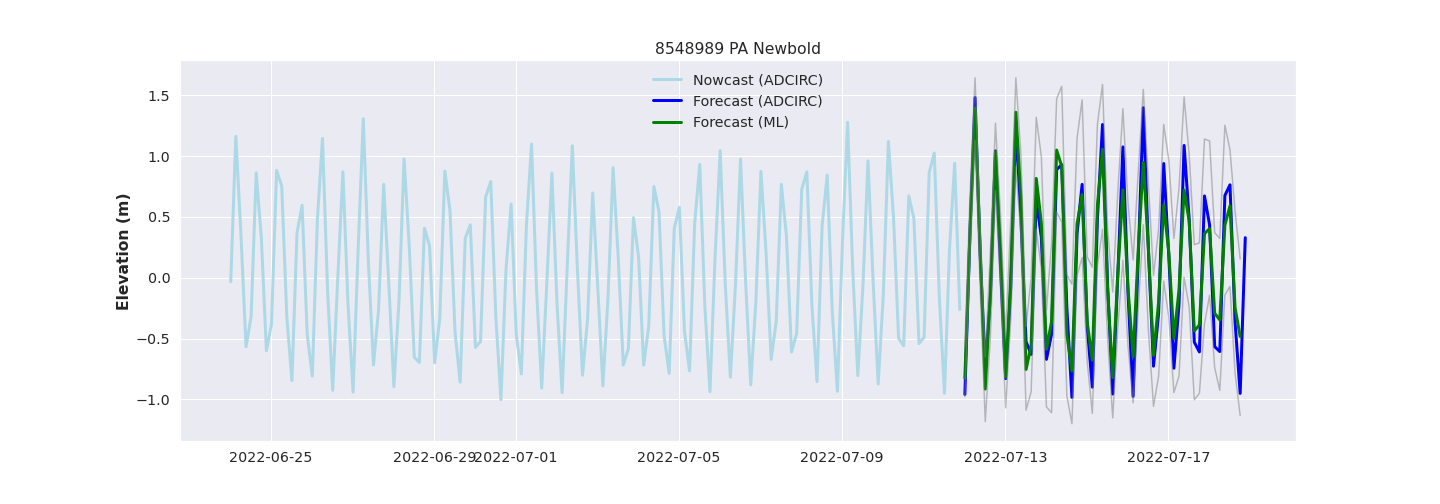 8548989 PA Newbold
Nowcast (ADCIRC)
Forecast (ADCIRC)
Forecast (ML)
Elevation (m)
1.5
1.0
0.5
0.0
−0.5
−1.0
2022-06-25 2022-06-29 2022-07-01 2022-07-05 2022-07-09 2022-07-13 2022-07-17